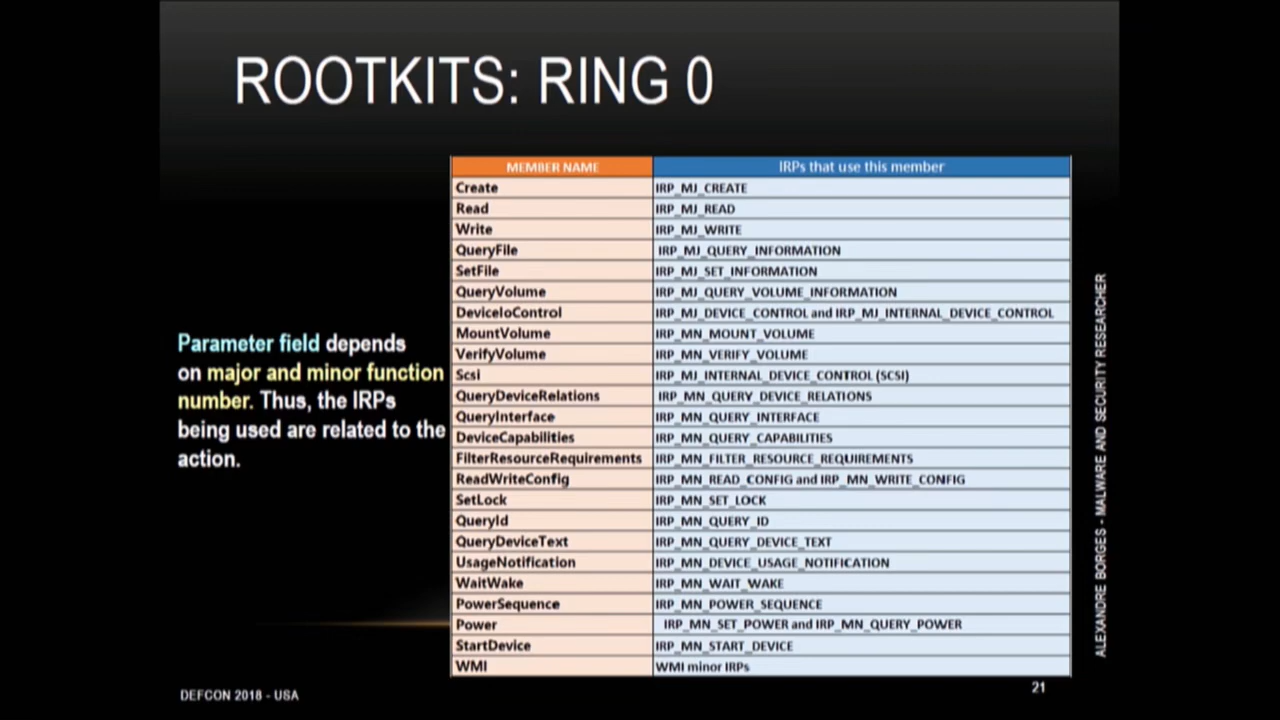 ROOTKITS: RING 0
Parameter field depends
on major and minor function
number. Thus, the IRPs
being used are related to the
action.
MEMBER NAME IRPs that use this member
Create IRP_MJ_CREATE
Read IRP_MJ_READ
Write IRP_MJ_WRITE
QueryFile IRP_MJ_QUERY_INFORMATION
SetFile IRP_MJ_SET_INFORMATION
QueryVolume IRP_MJ_QUERY_VOLUME_INFORMATION
DeviceIoControl IRP_MJ_DEVICE_CONTROL and IRP_MJ_INTERNAL_DEVICE_CONTROL
MountVolume IRP_MN_MOUNT_VOLUME
VerifyVolume IRP_MN_VERIFY_VOLUME
Scsi IRP_MJ_INTERNAL_DEVICE_CONTROL (SCSI)
QueryDeviceRelations IRP_MN_QUERY_DEVICE_RELATIONS
QueryInterface IRP_MN_QUERY_INTERFACE
DeviceCapabilities IRP_MN_QUERY_CAPABILITIES
FilterResourceRequirements IRP_MN_FILTER_RESOURCE_REQUIREMENTS
ReadWriteConfig IRP_MN_READ_CONFIG and IRP_MN_WRITE_CONFIG
SetLock IRP_MN_SET_LOCK
QueryId IRP_MN_QUERY_ID
QueryDeviceText IRP_MN_QUERY_DEVICE_TEXT
UsageNotification IRP_MN_DEVICE_USAGE_NOTIFICATION
WaitWake IRP_MN_WAIT_WAKE
PowerSequence IRP_MN_POWER_SEQUENCE
Power IRP_MN_SET_POWER and IRP_MN_QUERY_POWER
StartDevice IRP_MN_START_DEVICE
WMI WMI minor IRPs
ALEXANDRE BORGES - MALWARE AND SECURITY RESEARCHER
DEFCON 2018 - USA
21